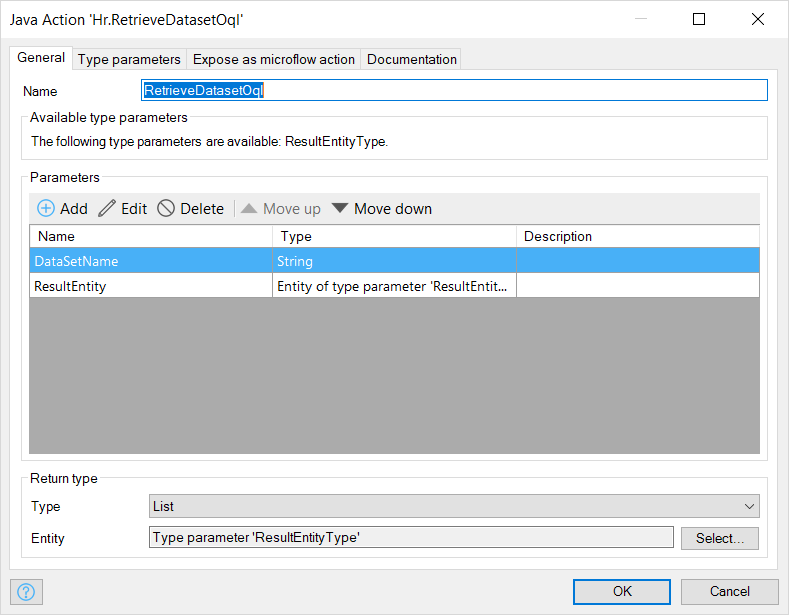 Java Action 'Hr.RetrieveDatasetOql'
General Type parameters Expose as microflow action Documentation
Name RetrieveDatasetOql
Available type parameters
The following type parameters are available: ResultEntityType.
Parameters
Add Edit Delete Move up Move down
Name Type Description
DataSetName String
ResultEntity Entity of type parameter 'ResultEntit...
Return type
Type List
Entity Type parameter 'ResultEntityType' Select...
? OK Cancel